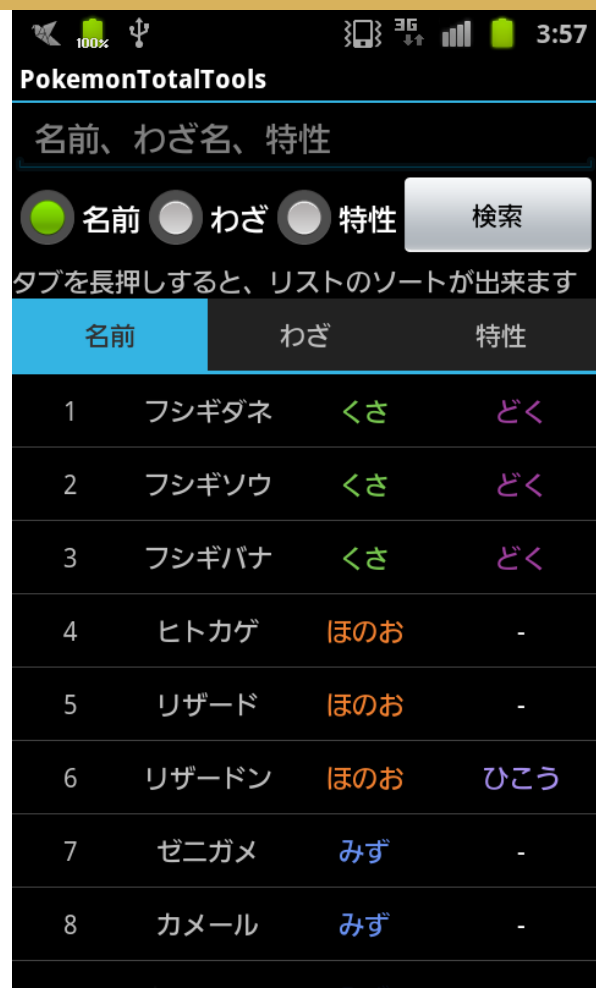 100% 3G 3:57
PokemonTotalTools
名前、わざ名、特性
名前 わざ 特性 検索
タブを長押しすると、リストのソートが出来ます
名前 わざ 特性
1 フシギダネ くさ どく
2 フシギソウ くさ どく
3 フシギバナ くさ どく
4 ヒトカゲ ほのお -
5 リザード ほのお -
6 リザードン ほのお ひこう
7 ゼニガメ みず -
8 カメール みず -